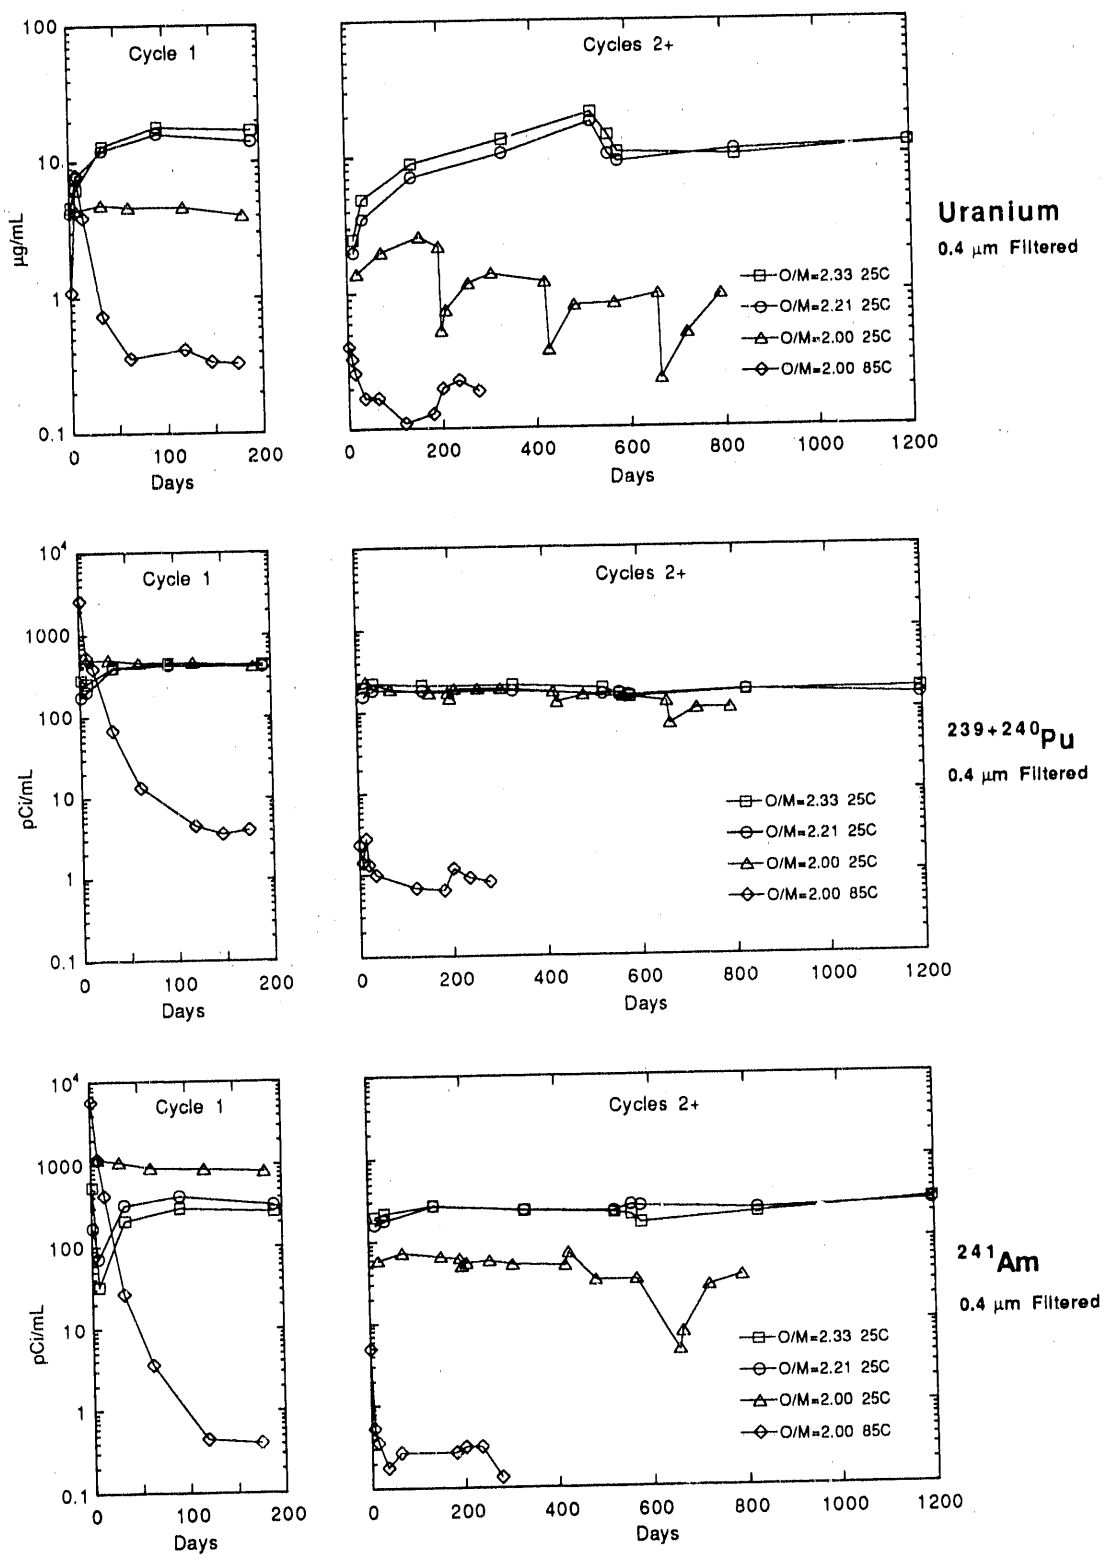 Cycle 1
Cycles 2+
100
10
1
0.1
µg/mL
0 100 200
Days
0 200 400 600 800 1000 1200
Days
O/M=2.33 25C
O/M=2.21 25C
O/M=2.00 25C
O/M=2.00 85C
Uranium
0.4 µm Filtered
Cycle 1
Cycles 2+
10⁴
1000
100
10
1
0.1
pCi/mL
0 100 200
Days
0 200 400 600 800 1000 1200
Days
O/M=2.33 25C
O/M=2.21 25C
O/M=2.00 25C
O/M=2.00 85C
²³⁹⁺²⁴⁰Pu
0.4 µm Filtered
Cycle 1
Cycles 2+
10⁴
1000
100
10
1
0.1
pCi/mL
0 100 200
Days
0 200 400 600 800 1000 1200
Days
O/M=2.33 25C
O/M=2.21 25C
O/M=2.00 25C
O/M=2.00 85C
²⁴¹Am
0.4 µm Filtered